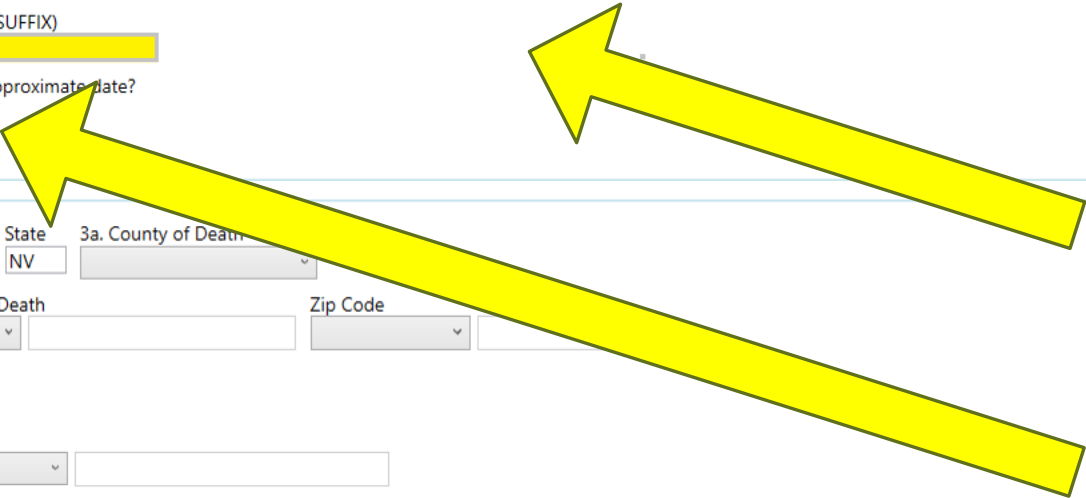 SUFFIX)
pproximate date?
State 3a. County of Death
NV
Death Zip Code